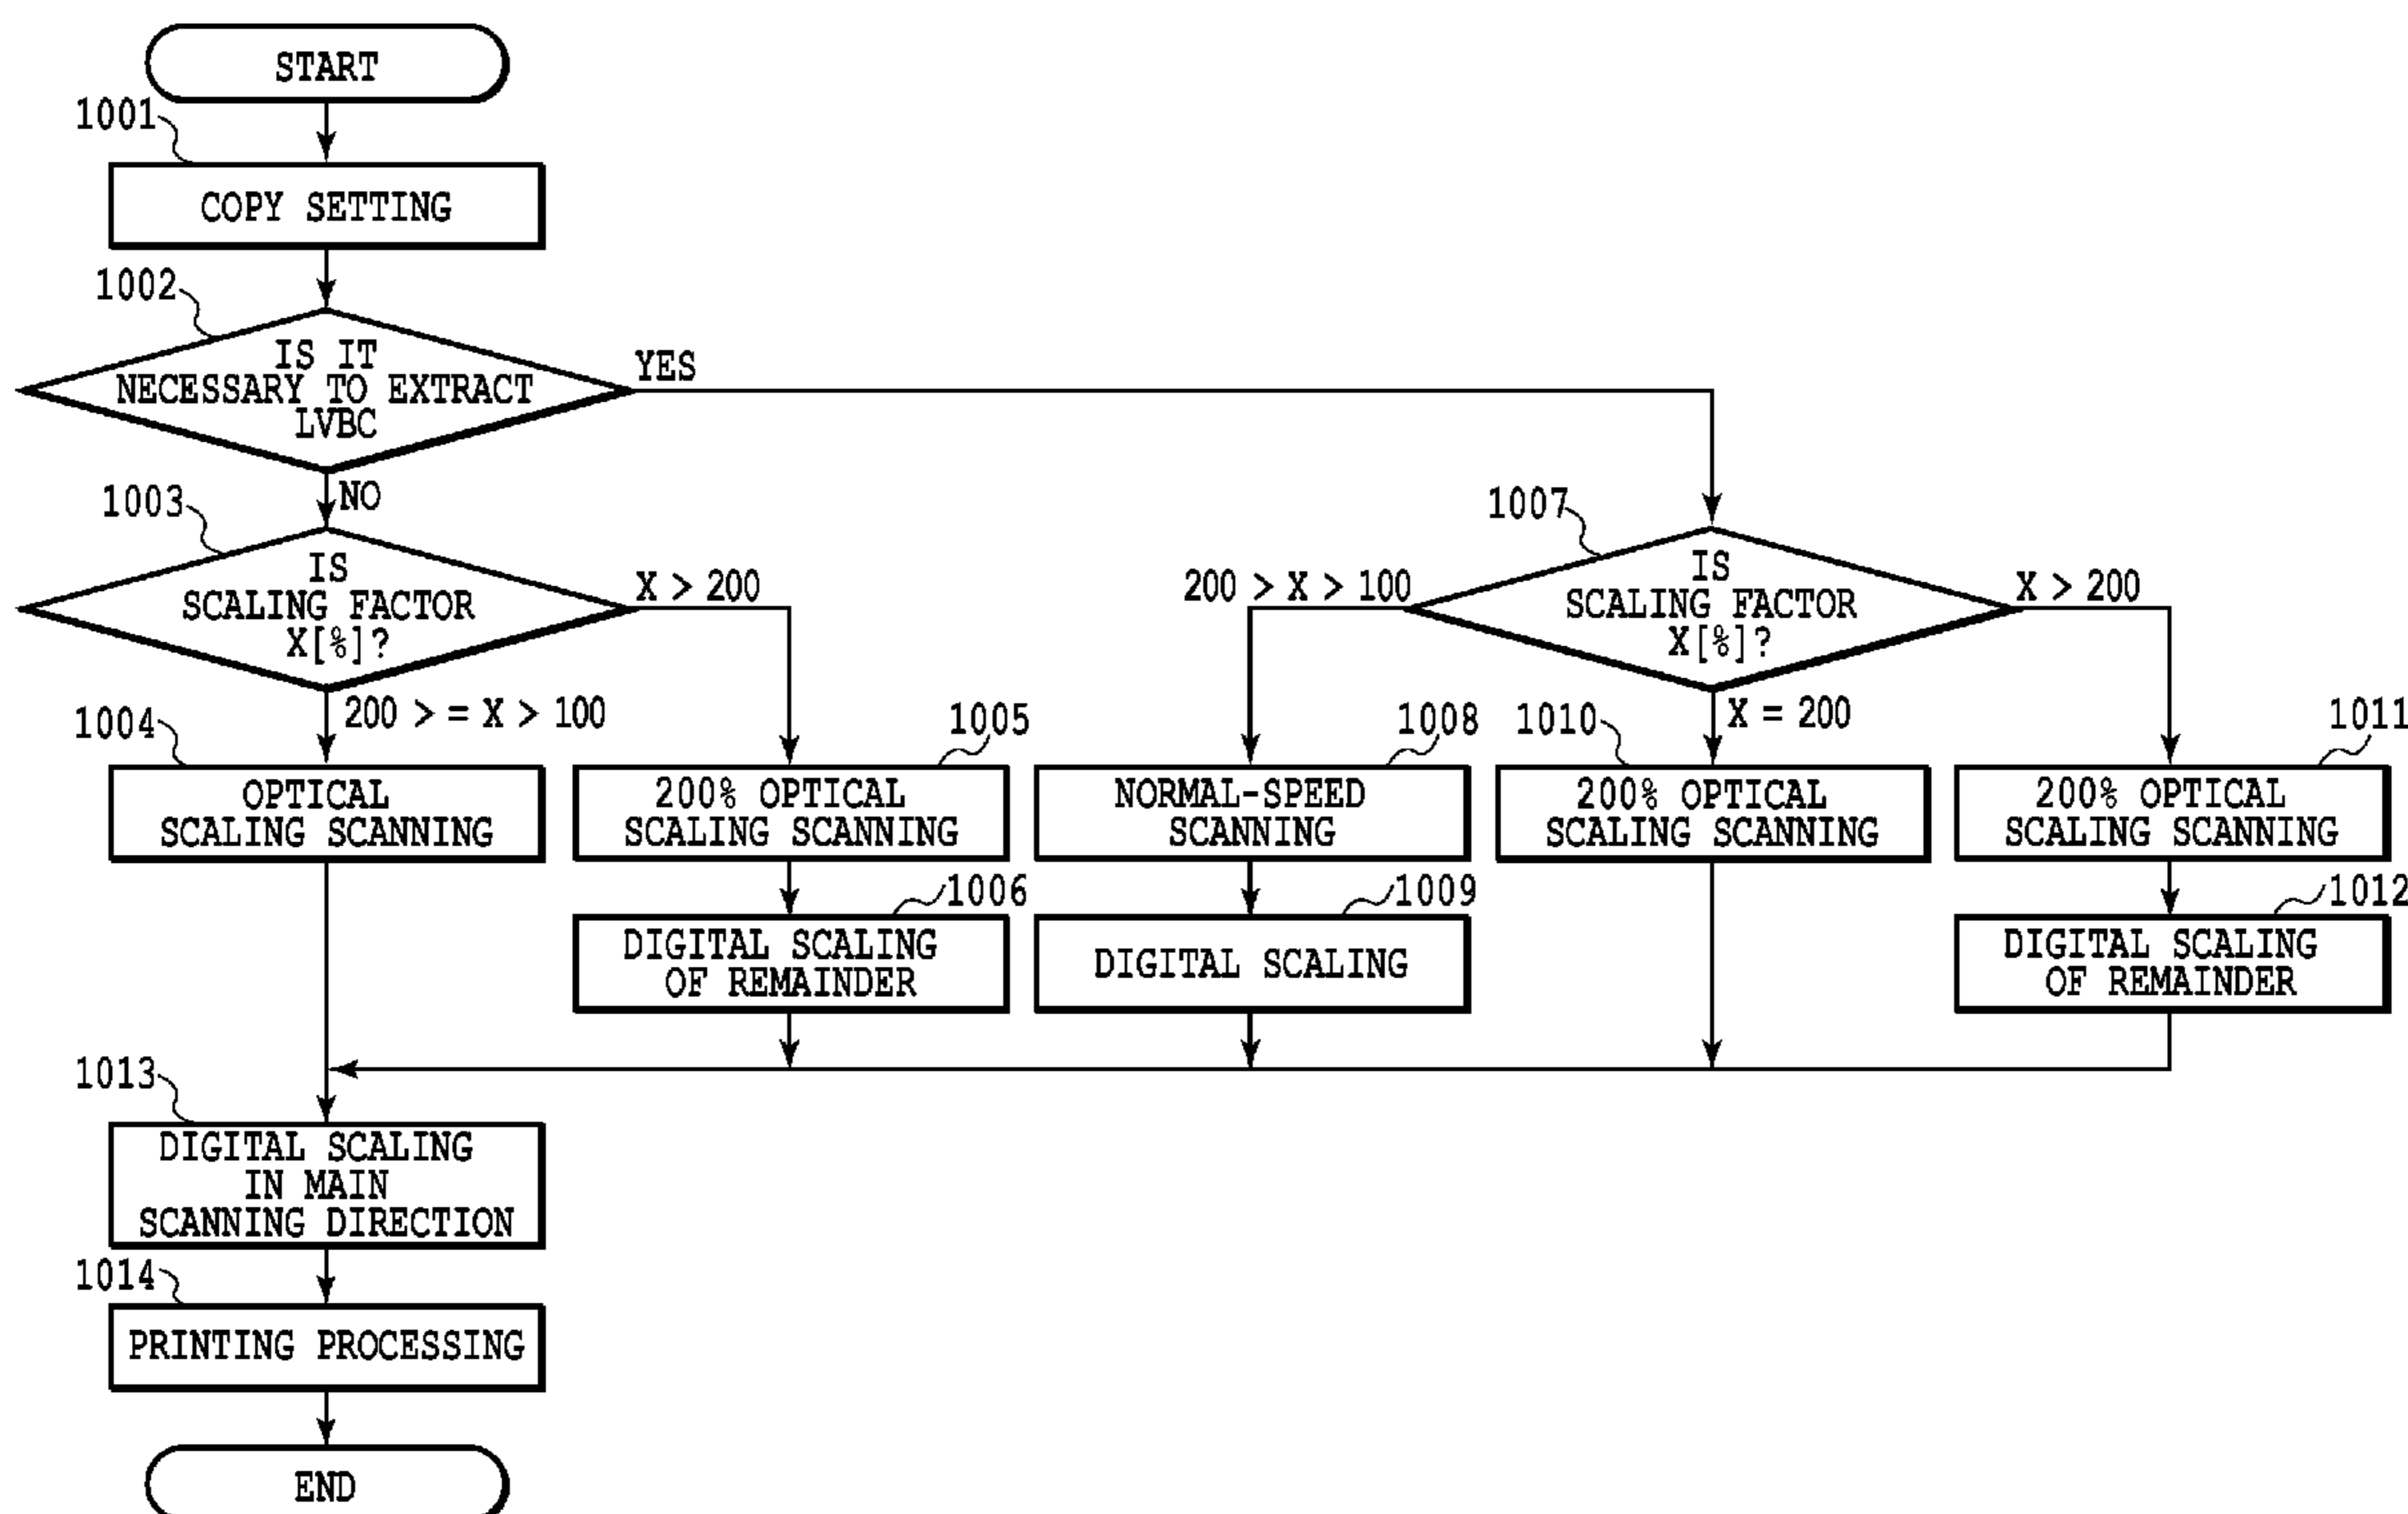 START
1001
COPY SETTING
1002
IS IT
NECESSARY TO EXTRACT
LVBC
YES
NO
1003
IS
SCALING FACTOR
X[%]?
X > 200
200 > = X > 100
1007
IS
SCALING FACTOR
X[%]?
200 > X > 100
X = 200
X > 200
1004
OPTICAL
SCALING SCANNING
1005
200% OPTICAL
SCALING SCANNING
1008
NORMAL-SPEED
SCANNING
1010
200% OPTICAL
SCALING SCANNING
1011
200% OPTICAL
SCALING SCANNING
1006
DIGITAL SCALING
OF REMAINDER
1009
DIGITAL SCALING
1012
DIGITAL SCALING
OF REMAINDER
1013
DIGITAL SCALING
IN MAIN
SCANNING DIRECTION
1014
PRINTING PROCESSING
END